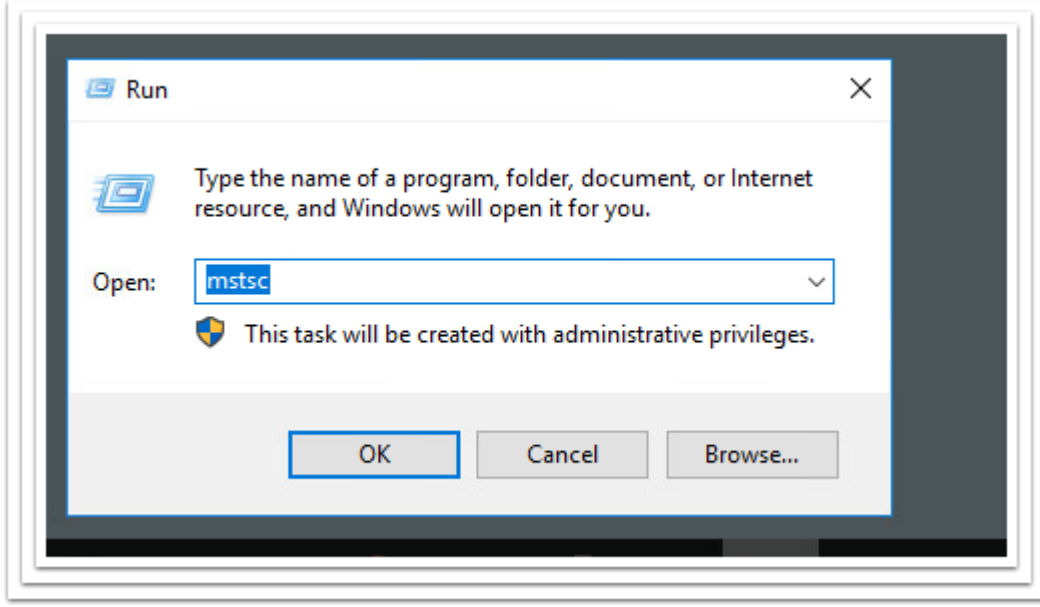 Run
Type the name of a program, folder, document, or Internet
resource, and Windows will open it for you.
Open: mstsc
This task will be created with administrative privileges.
OK Cancel Browse...